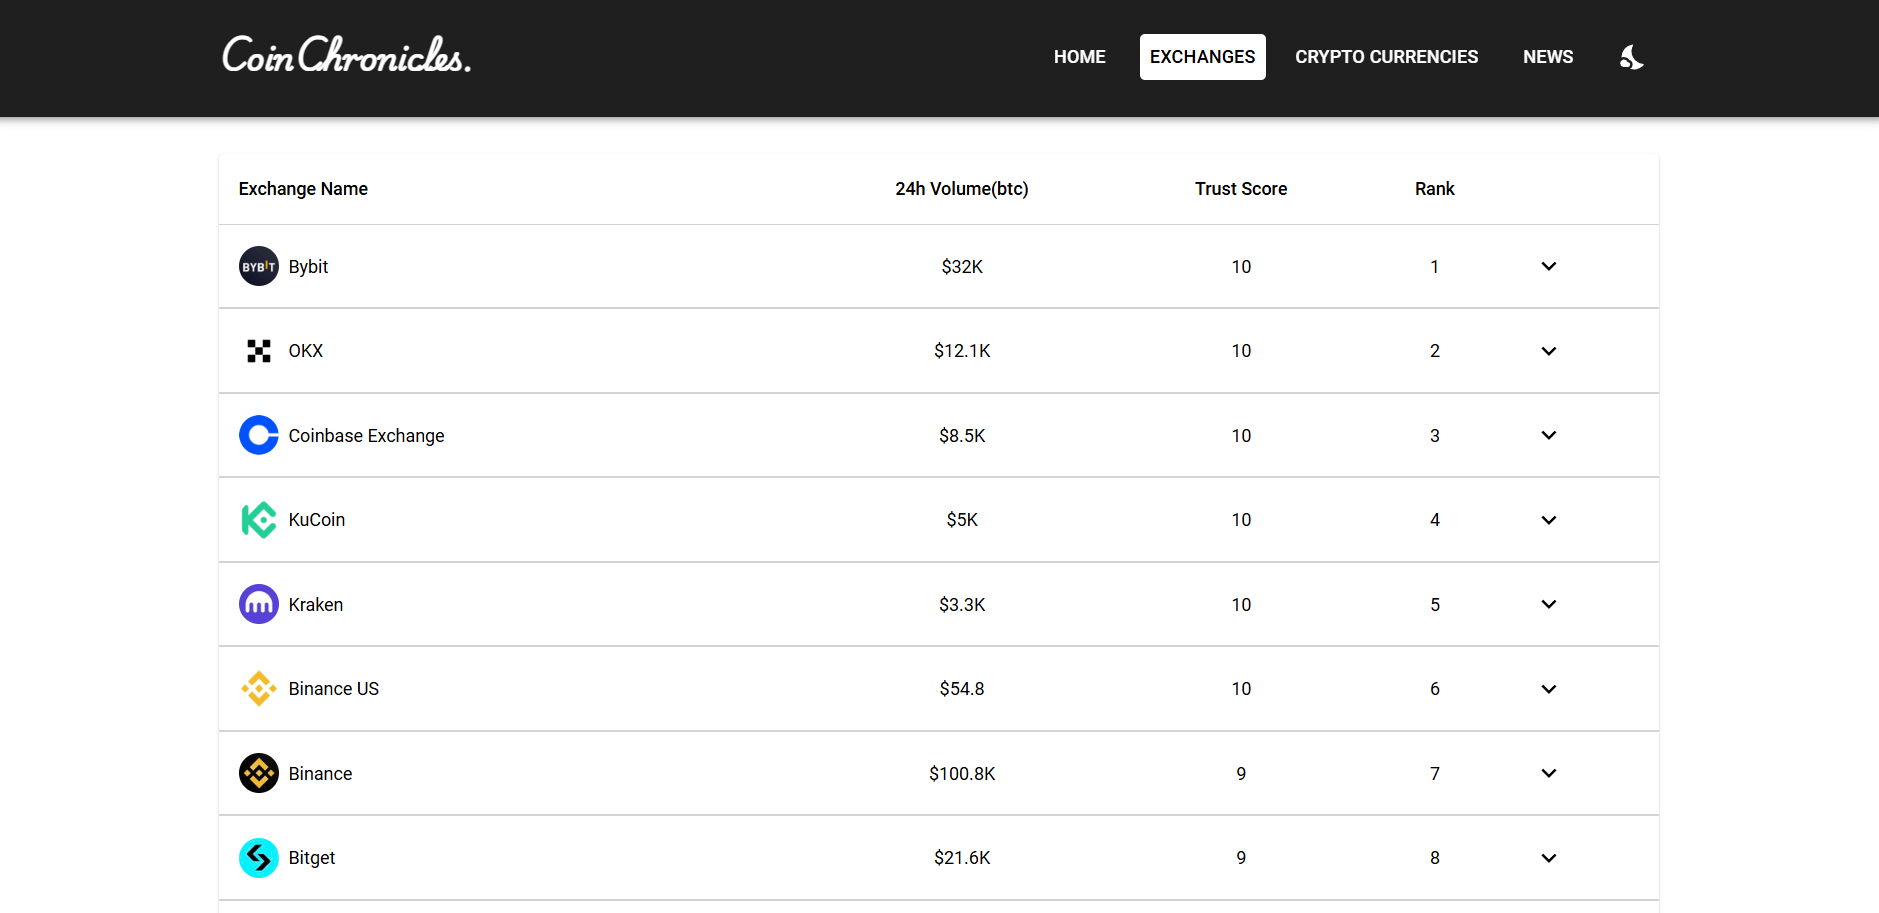 Coin Chronicles. HOME EXCHANGES CRYPTO CURRENCIES NEWS
Exchange Name 24h Volume(btc) Trust Score Rank
BYBIT Bybit $32K 10 1
OKX $12.1K 10 2
Coinbase Exchange $8.5K 10 3
KuCoin $5K 10 4
Kraken $3.3K 10 5
Binance US $54.8 10 6
Binance $100.8K 9 7
Bitget $21.6K 9 8